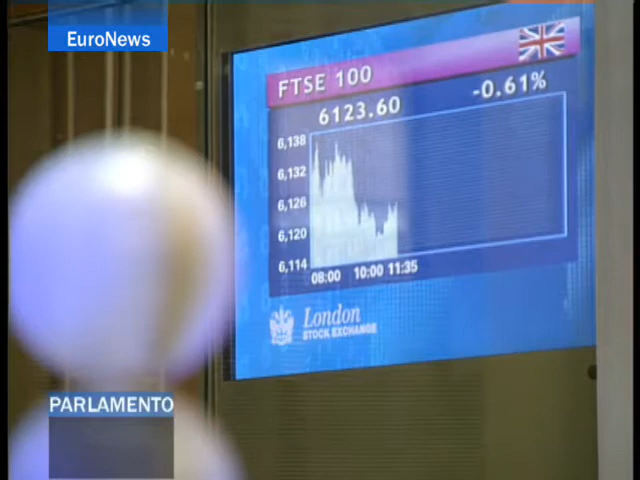 EuroNews
FTSE 100
6123.60 -0.61%
6,138
6,132
6,126
6,120
6,114
08:00 10:00 11:35
London
STOCK EXCHANGE
PARLAMENTO